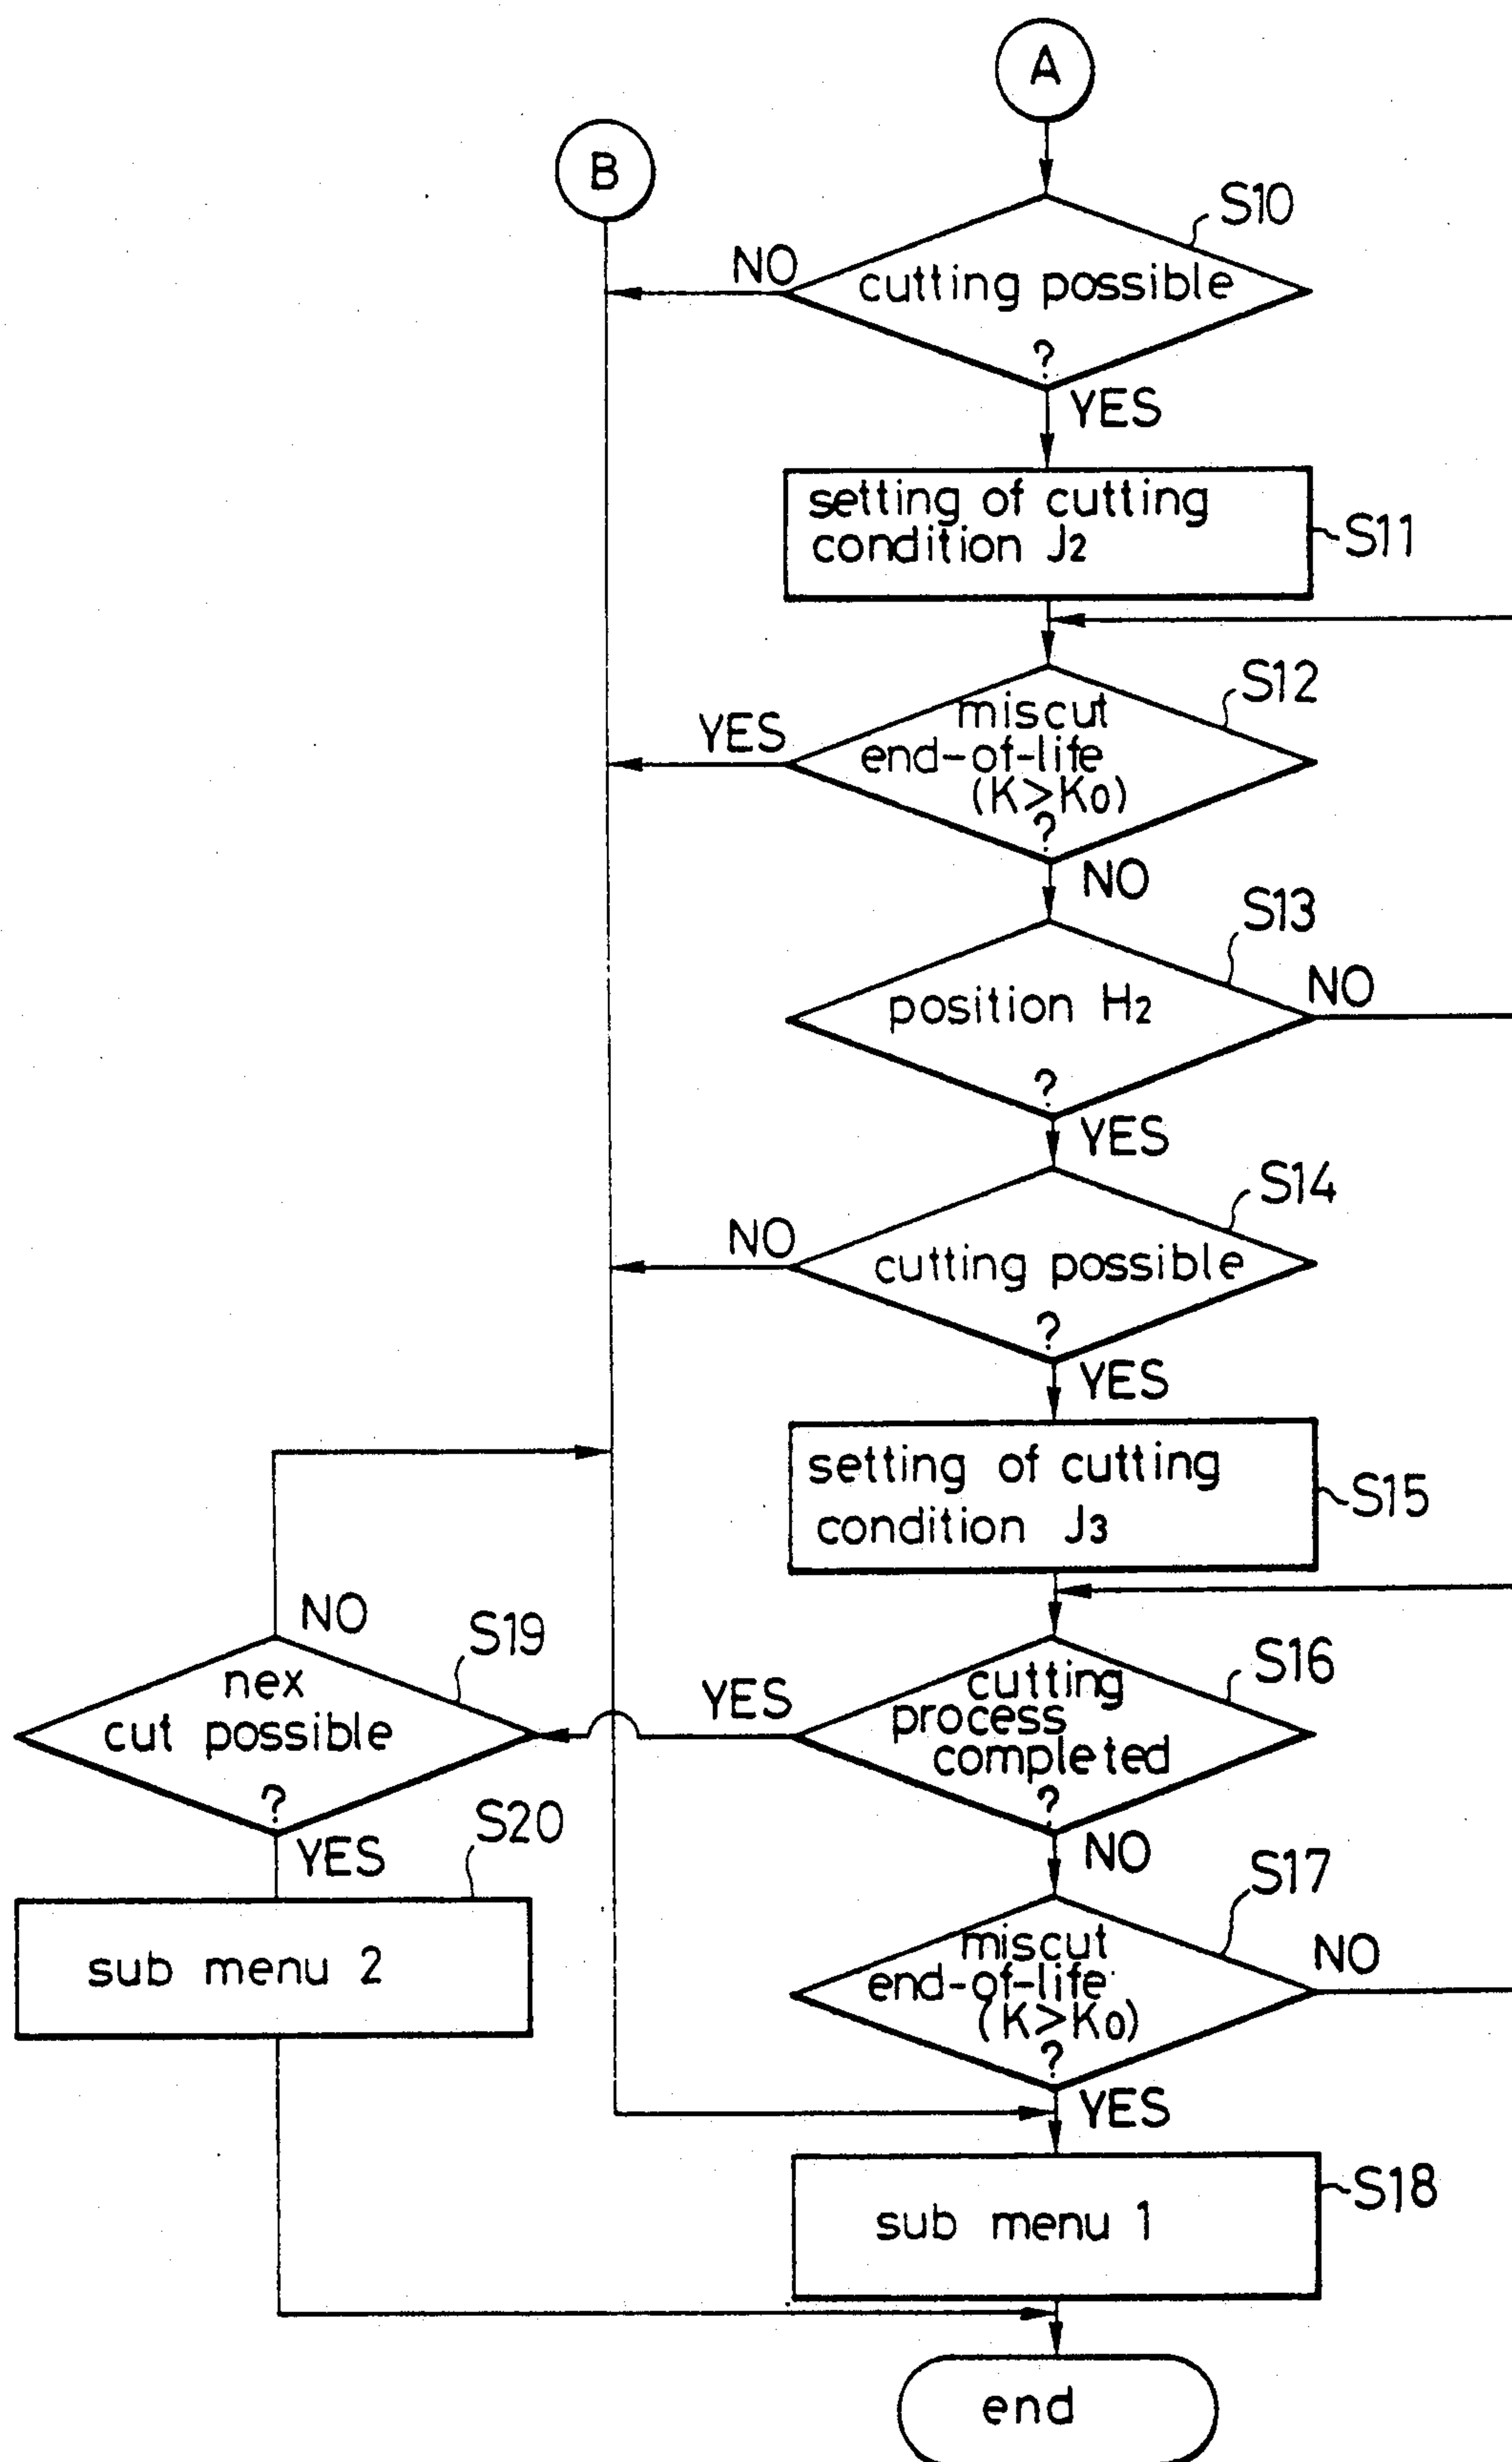 A
B
S10
NO
cutting possible
?
YES
setting of cutting
condition J2
S11
S12
YES
miscut
end-of-life
(K>K0)
?
NO
S13
position H2
NO
?
YES
S14
NO
cutting possible
?
YES
setting of cutting
condition J3
S15
NO
S19
nex
cut possible
?
YES
S16
YES
cutting
process
completed
?
NO
S20
sub menu 2
S17
miscut
end-of-life
(K>K0)
?
NO
YES
sub menu 1
S18
end